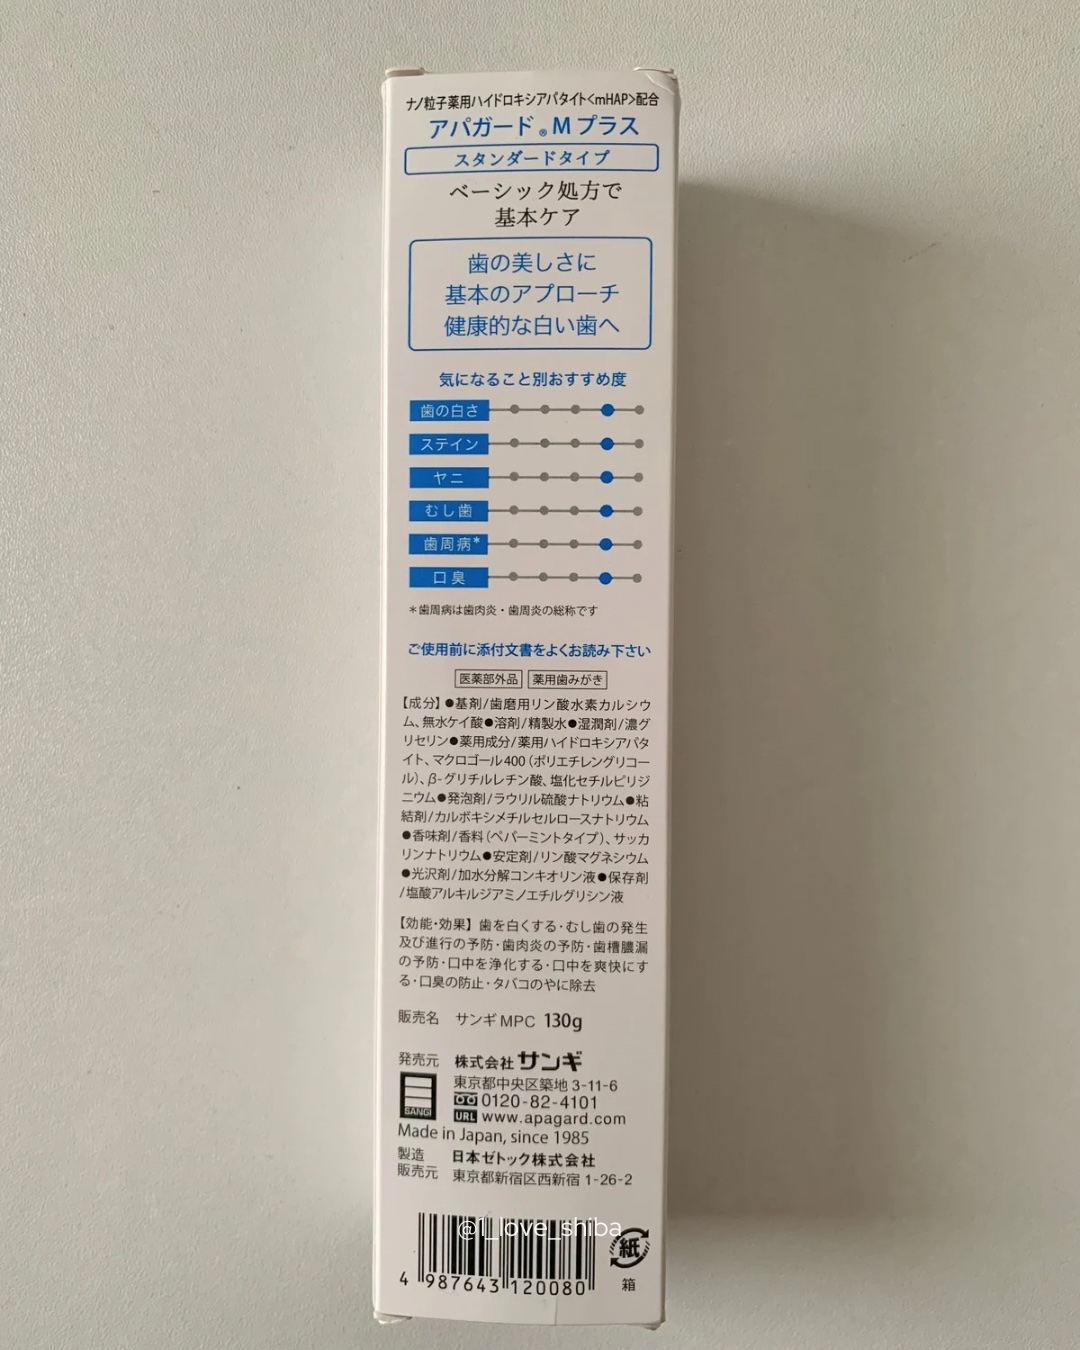 ナノ粒子薬用ハイドロキシアパタイト<mHAP>配合
アパガード®Mプラス
スタンダードタイプ
ベーシック処方で
基本ケア
歯の美しさに
基本のアプローチ
健康的な白い歯へ
気になること別おすすめ度
歯の白さ
ステイン
ヤニ
むし歯
歯周病*
口臭
*歯周病は歯肉炎・歯周炎の総称です
ご使用前に添付文書をよくお読み下さい
医薬部外品 薬用歯みがき
【成分】●基剤/歯磨用リン酸水素カルシウ
ム、無水ケイ酸●溶剤/精製水●湿潤剤/濃グ
リセリン●薬用成分/薬用ハイドロキシアパタ
イト、マクロゴール400(ポリエチレングリコー
ル)、β-グリチルレチン酸、塩化セチルピリジ
ニウム●発泡剤/ラウリル硫酸ナトリウム●粘
結剤/カルボキシメチルセルロースナトリウム
●香味剤/香料(ペパーミントタイプ)、サッカ
リンナトリウム●安定剤/リン酸マグネシウム
●光沢剤/加水分解コンキオリン液●保存剤
/塩酸アルキルジアミノエチルグリシン液
【効能・効果】歯を白くする・むし歯の発生
及び進行の予防・歯肉炎の予防・歯槽膿漏
の予防・口中を浄化する・口中を爽快にす
る・口臭の防止・タバコのやに除去
販売名 サンギMPC 130g
発売元 株式会社サンギ
東京都中央区築地3-11-6
0120-82-4101
SANGI
URL www.apagard.com
Made in Japan, since 1985
製造
販売元
日本ゼトック株式会社
東京都新宿区西新宿1-26-2
@i_love_shiba
4 987643 120080
紙
箱